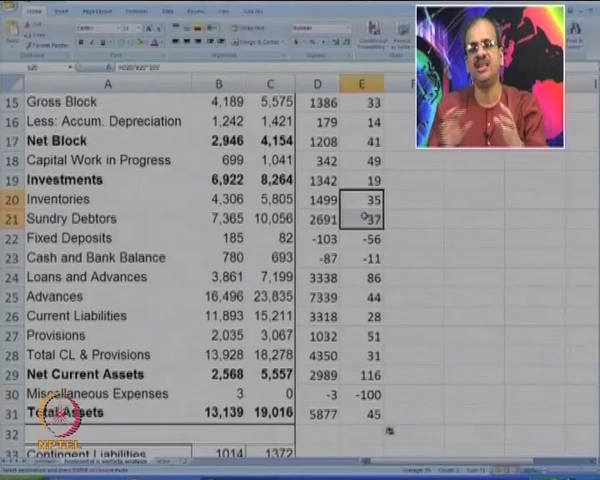 Home Insert Page Layout
A B C D E
15 Gross Block 4,189 5,575 1386 33
16 Less: Accum. Depreciation 1,242 1,421 179 14
17 Net Block 2,946 4,154 1208 41
18 Capital Work in Progress 699 1,041 342 49
19 Investments 6,922 8,264 1342 19
20 Inventories 4,306 5,805 1499 35
21 Sundry Debtors 7,365 10,056 2691 37
22 Fixed Deposits 185 82 -103 -56
23 Cash and Bank Balance 780 693 -87 -11
24 Loans and Advances 3,861 7,199 3338 86
25 Advances 16,496 23,835 7339 44
26 Current Liabilities 11,893 15,211 3318 28
27 Provisions 2,035 3,067 1032 51
28 Total CL & Provisions 13,928 18,278 4350 31
29 Net Current Assets 2,568 5,557 2989 116
30 Miscellaneous Expenses 3 0 -3 -100
31 Total Assets 13,139 19,016 5877 45
32
33 Contingent Liabilities 1014 1372
NPTEL